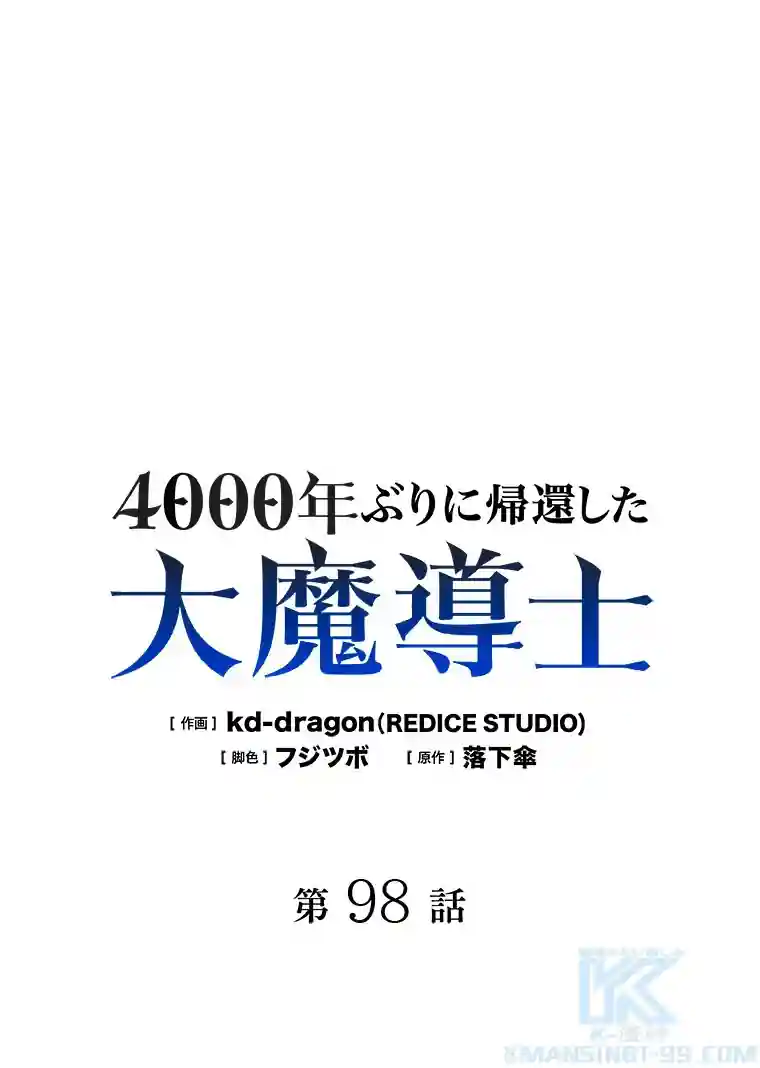 4000年ぶりに帰還した
大魔導士
[作画] kd-dragon(REDICE STUDIO)
[脚色] フジツボ [原作] 落下傘
第 98 話